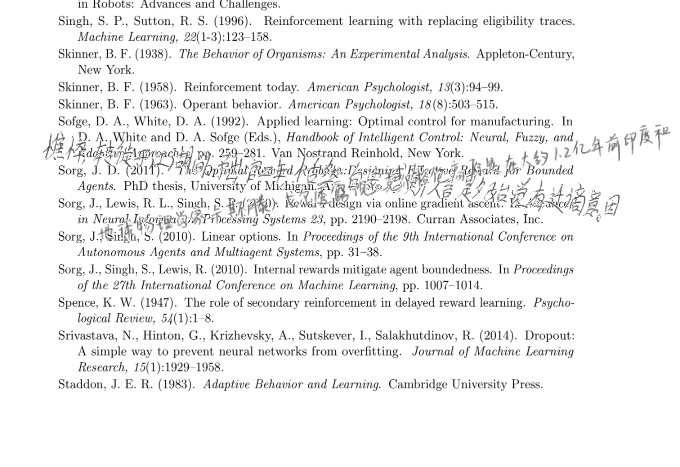 in Robots: Advances and Challenges.
Singh, S. P., Sutton, R. S. (1996). Reinforcement learning with replacing eligibility traces.
Machine Learning, 22(1-3):123–158.
Skinner, B. F. (1938). The Behavior of Organisms: An Experimental Analysis. Appleton-Century,
New York.
Skinner, B. F. (1958). Reinforcement today. American Psychologist, 13(3):94–99.
Skinner, B. F. (1963). Operant behavior. American Psychologist, 18(8):503–515.
Sofge, D. A., White, D. A. (1992). Applied learning: Optimal control for manufacturing. In
D. A. White and D. A. Sofge (Eds.), Handbook of Intelligent Control: Neural, Fuzzy, and
Adaptive Approaches, pp. 259–281. Van Nostrand Reinhold, New York.
在大约1.2亿年前印度和
Sorg, J. D. (2011). The Optimal Reward Problem: Designing Effective Reward for Bounded
Agents. PhD thesis, University of Michigan,
Sorg, J., Lewis, R. L., Singh, S. P. (2010). Reward design via online gradient ascent.
in Neural Information Processing Systems 23, pp. 2190–2198. Curran Associates, Inc.
地球物理学
Sorg, J., Singh, S. (2010). Linear options. In Proceedings of the 9th International Conference on
Autonomous Agents and Multiagent Systems, pp. 31–38.
Sorg, J., Singh, S., Lewis, R. (2010). Internal rewards mitigate agent boundedness. In Proceedings
of the 27th International Conference on Machine Learning, pp. 1007–1014.
Spence, K. W. (1947). The role of secondary reinforcement in delayed reward learning. Psycho-
logical Review, 54(1):1–8.
Srivastava, N., Hinton, G., Krizhevsky, A., Sutskever, I., Salakhutdinov, R. (2014). Dropout:
A simple way to prevent neural networks from overfitting. Journal of Machine Learning
Research, 15(1):1929–1958.
Staddon, J. E. R. (1983). Adaptive Behavior and Learning. Cambridge University Press.